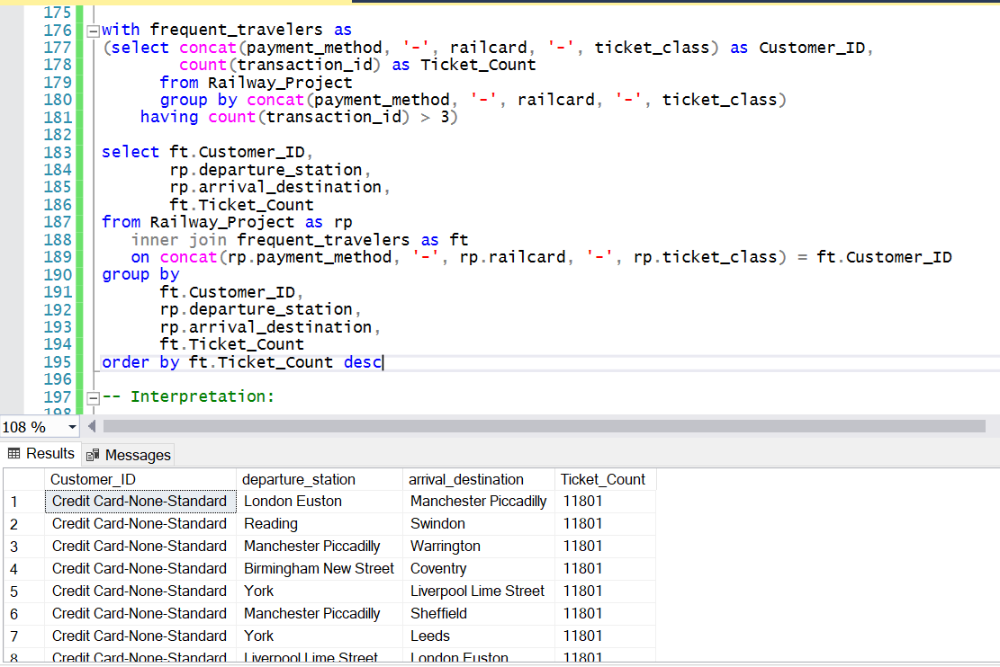 175
176 with frequent_travelers as
177 (select concat(payment_method, '-', railcard, '-', ticket_class) as Customer_ID,
178 count(transaction_id) as Ticket_Count
179 from Railway_Project
180 group by concat(payment_method, '-', railcard, '-', ticket_class)
181 having count(transaction_id) > 3)
182
183 select ft.Customer_ID,
184 rp.departure_station,
185 rp.arrival_destination,
186 ft.Ticket_Count
187 from Railway_Project as rp
188 inner join frequent_travelers as ft
189 on concat(rp.payment_method, '-', rp.railcard, '-', rp.ticket_class) = ft.Customer_ID
190 group by
191 ft.Customer_ID,
192 rp.departure_station,
193 rp.arrival_destination,
194 ft.Ticket_Count
195 order by ft.Ticket_Count desc
196
197 -- Interpretation:
198
108 %
Results Messages
Customer_ID departure_station arrival_destination Ticket_Count
1 Credit Card-None-Standard London Euston Manchester Piccadilly 11801
2 Credit Card-None-Standard Reading Swindon 11801
3 Credit Card-None-Standard Manchester Piccadilly Warrington 11801
4 Credit Card-None-Standard Birmingham New Street Coventry 11801
5 Credit Card-None-Standard York Liverpool Lime Street 11801
6 Credit Card-None-Standard Manchester Piccadilly Sheffield 11801
7 Credit Card-None-Standard York Leeds 11801
8 Credit Card-None-Standard Liverpool Lime Street London Euston 11801